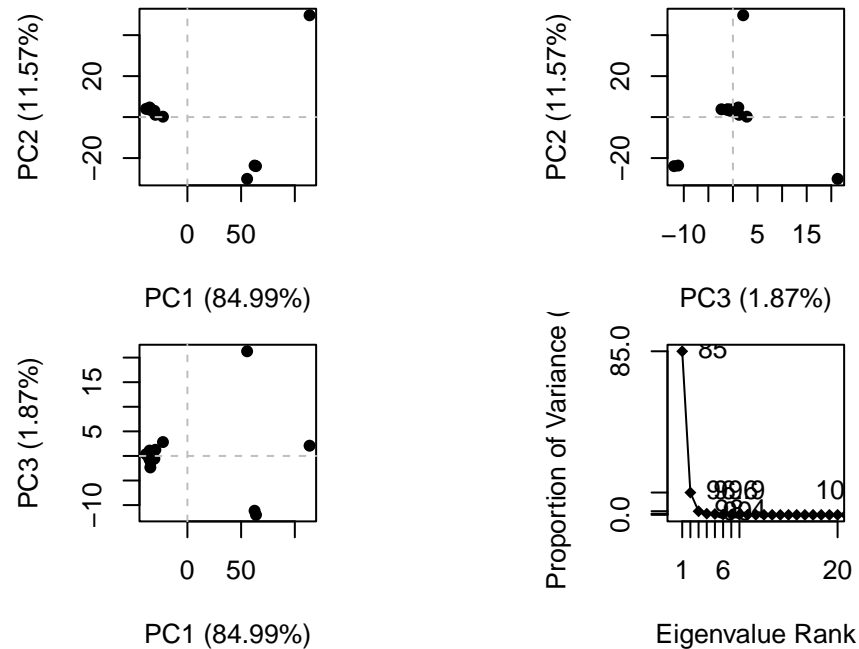 PC2 (11.57%)
20
−20
0 50
PC1 (84.99%)
PC2 (11.57%)
20
−20
−10 5 15
PC3 (1.87%)
PC3 (1.87%)
15
5
−10
0 50
PC1 (84.99%)
Proportion of Variance (
85.0
0.0
85
10
1 6 20
Eigenvalue Rank